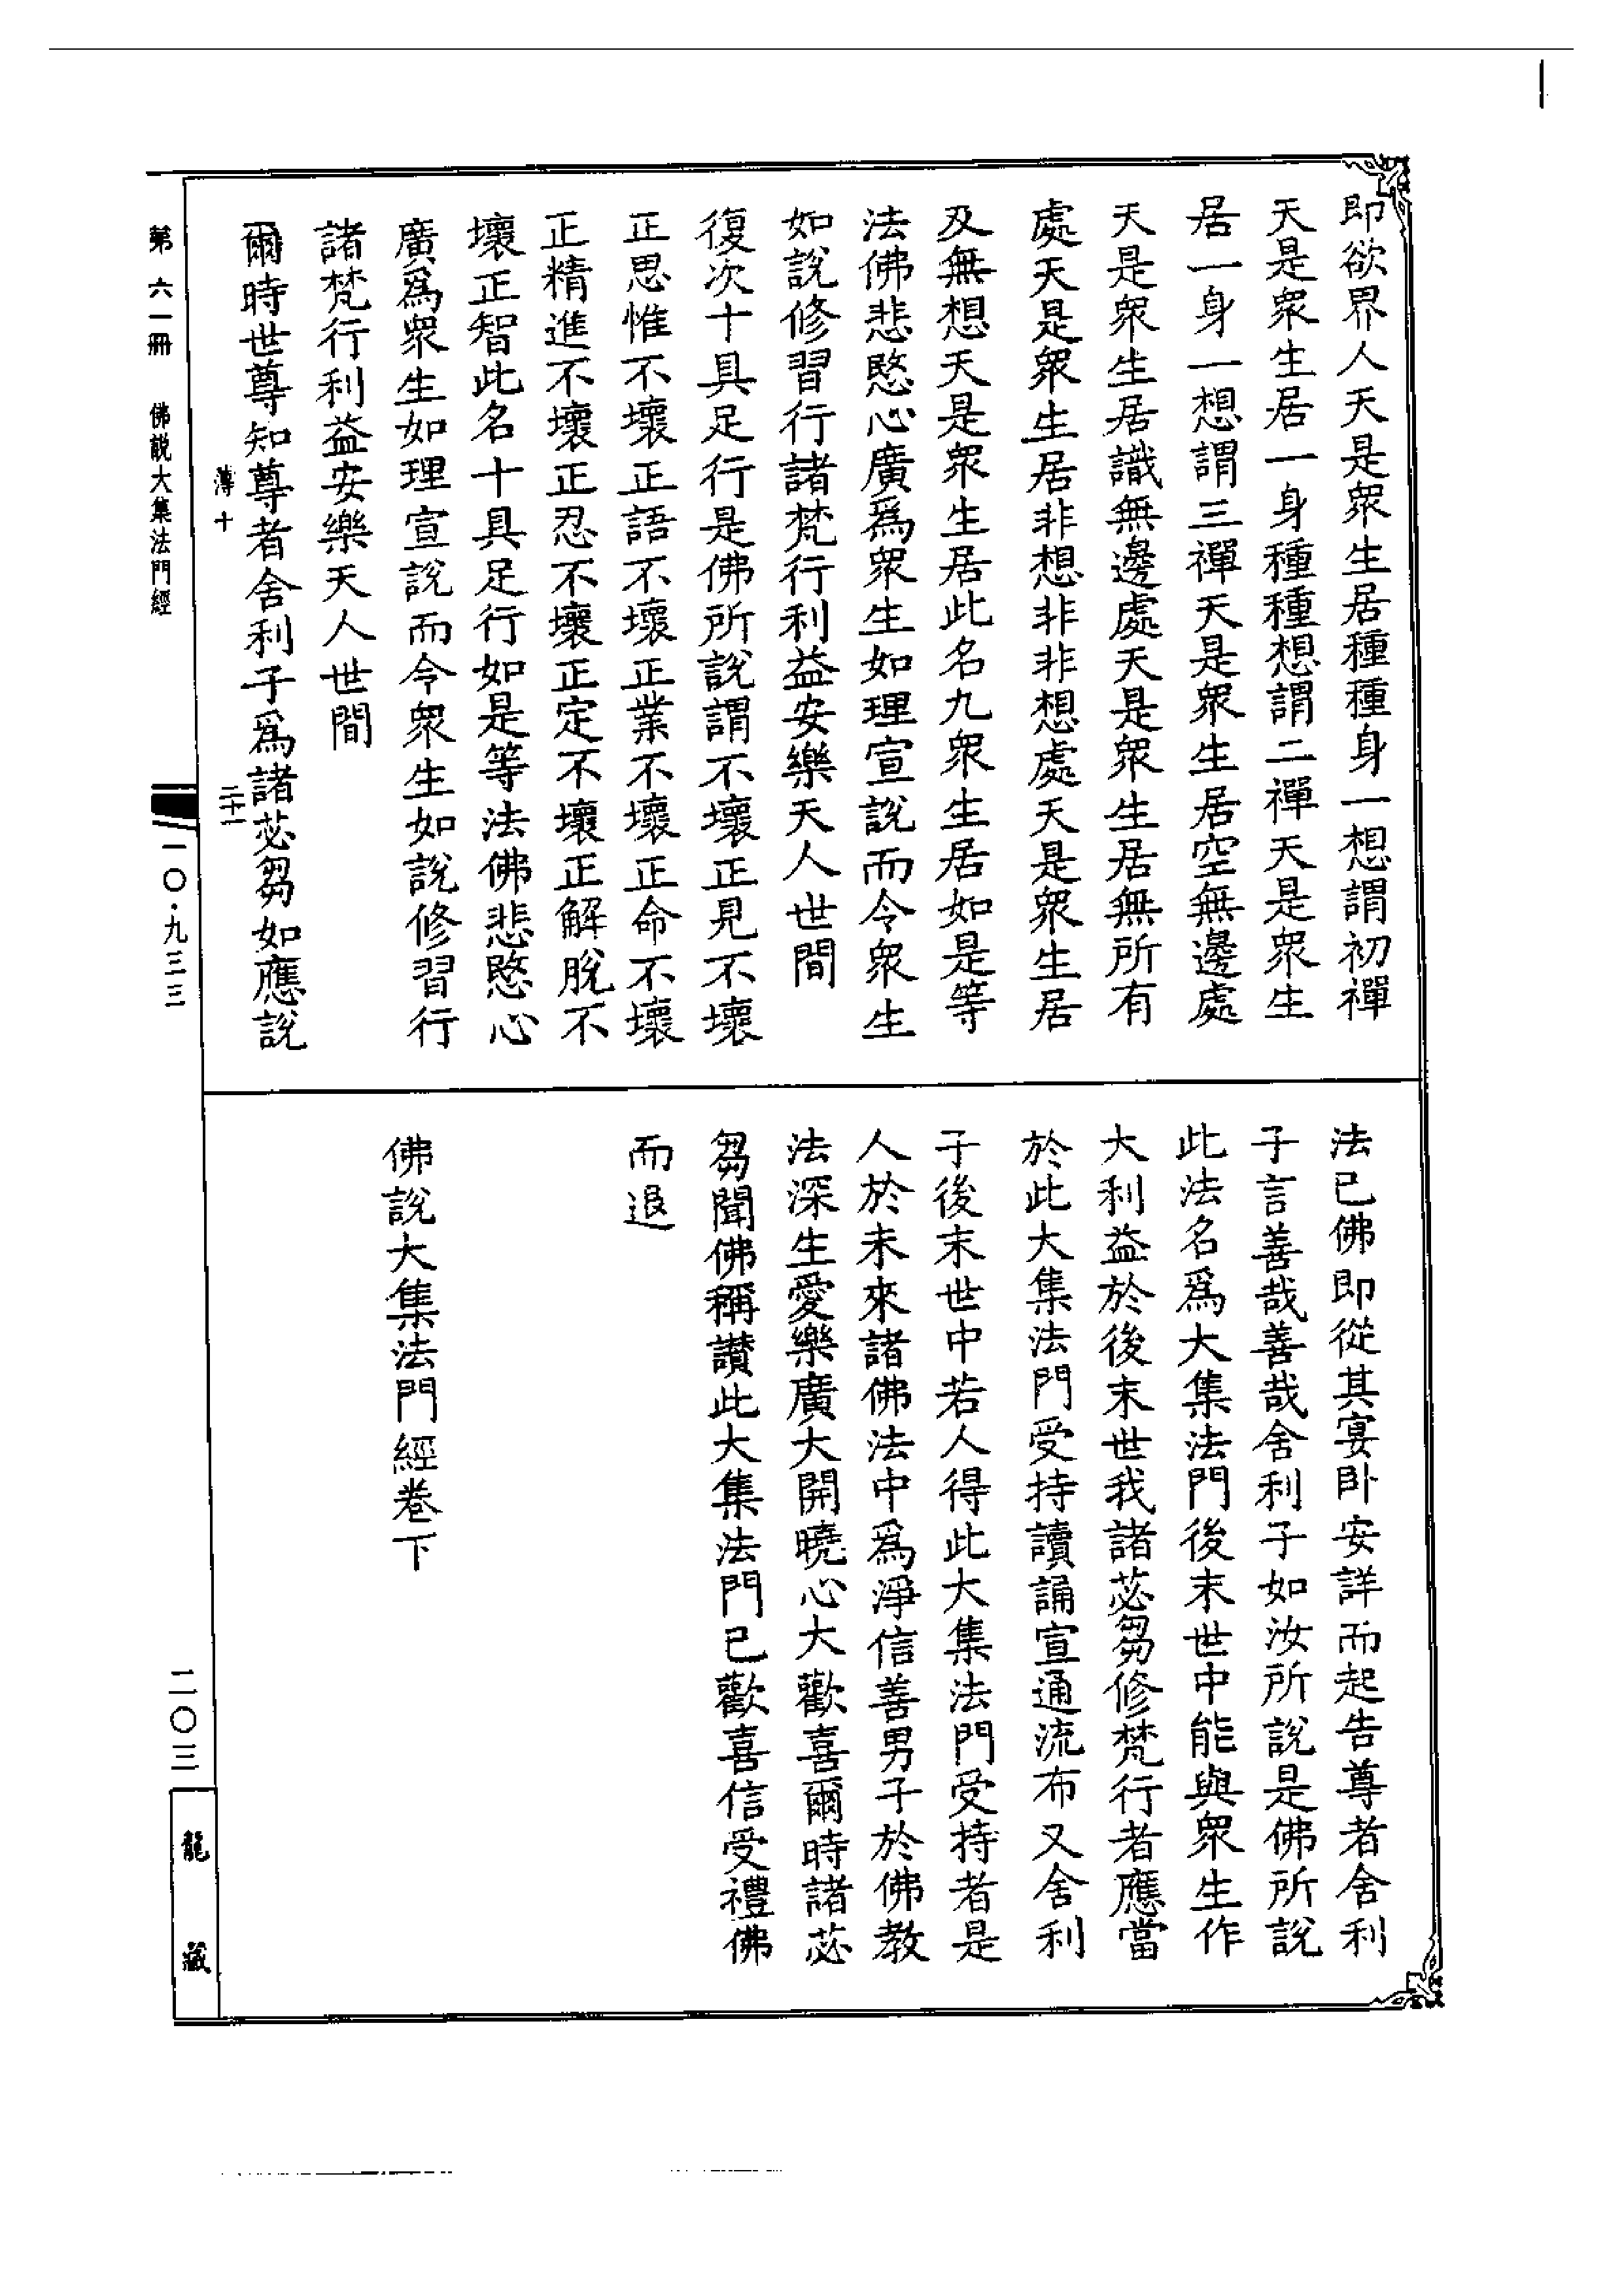 即欲界人天是衆生居種種身一想謂初禪
天是衆生居一身種種想謂二禪天是衆生
居一身一想謂三禪天是衆生居空無邊處
天是衆生居識無邊處天是衆生居無所有
處天是衆生居非想非非想處天是衆生居
及無想天是衆生居此名九衆生居如是等
法佛悲愍心廣爲衆生如理宣說而令衆生
如說修習行諸梵行利益安樂天人世間
復次十具足行是佛所說謂不壞正見不壞
正思惟不壞正語不壞正業不壞正命不壞
正精進不壞正忍不壞正定不壞正解脫不
壞正智此名十具足行如是等法佛悲愍心
廣爲衆生如理宣說而令衆生如說修習行
諸梵行利益安樂天人世間
爾時世尊知尊者舍利子爲諸苾芻如應說
薄十
二十一
法已佛即從其宴卧安詳而起告尊者舍利
子言善哉善哉舍利子如汝所說是佛所說
此法名爲大集法門後末世中能與衆生作
大利益於後末世我諸苾芻修梵行者應當
於此大集法門受持讀誦宣通流布又舍利
子後末世中若人得此大集法門受持者是
人於未來諸佛法中爲淨信善男子於佛教
法深生愛樂廣大開曉心大歡喜爾時諸苾
芻聞佛稱讃此大集法門已歡喜信受禮佛
而退
佛說大集法門經卷下
第六一冊
佛說大集法門經
一〇·九三三
二〇三
龍藏